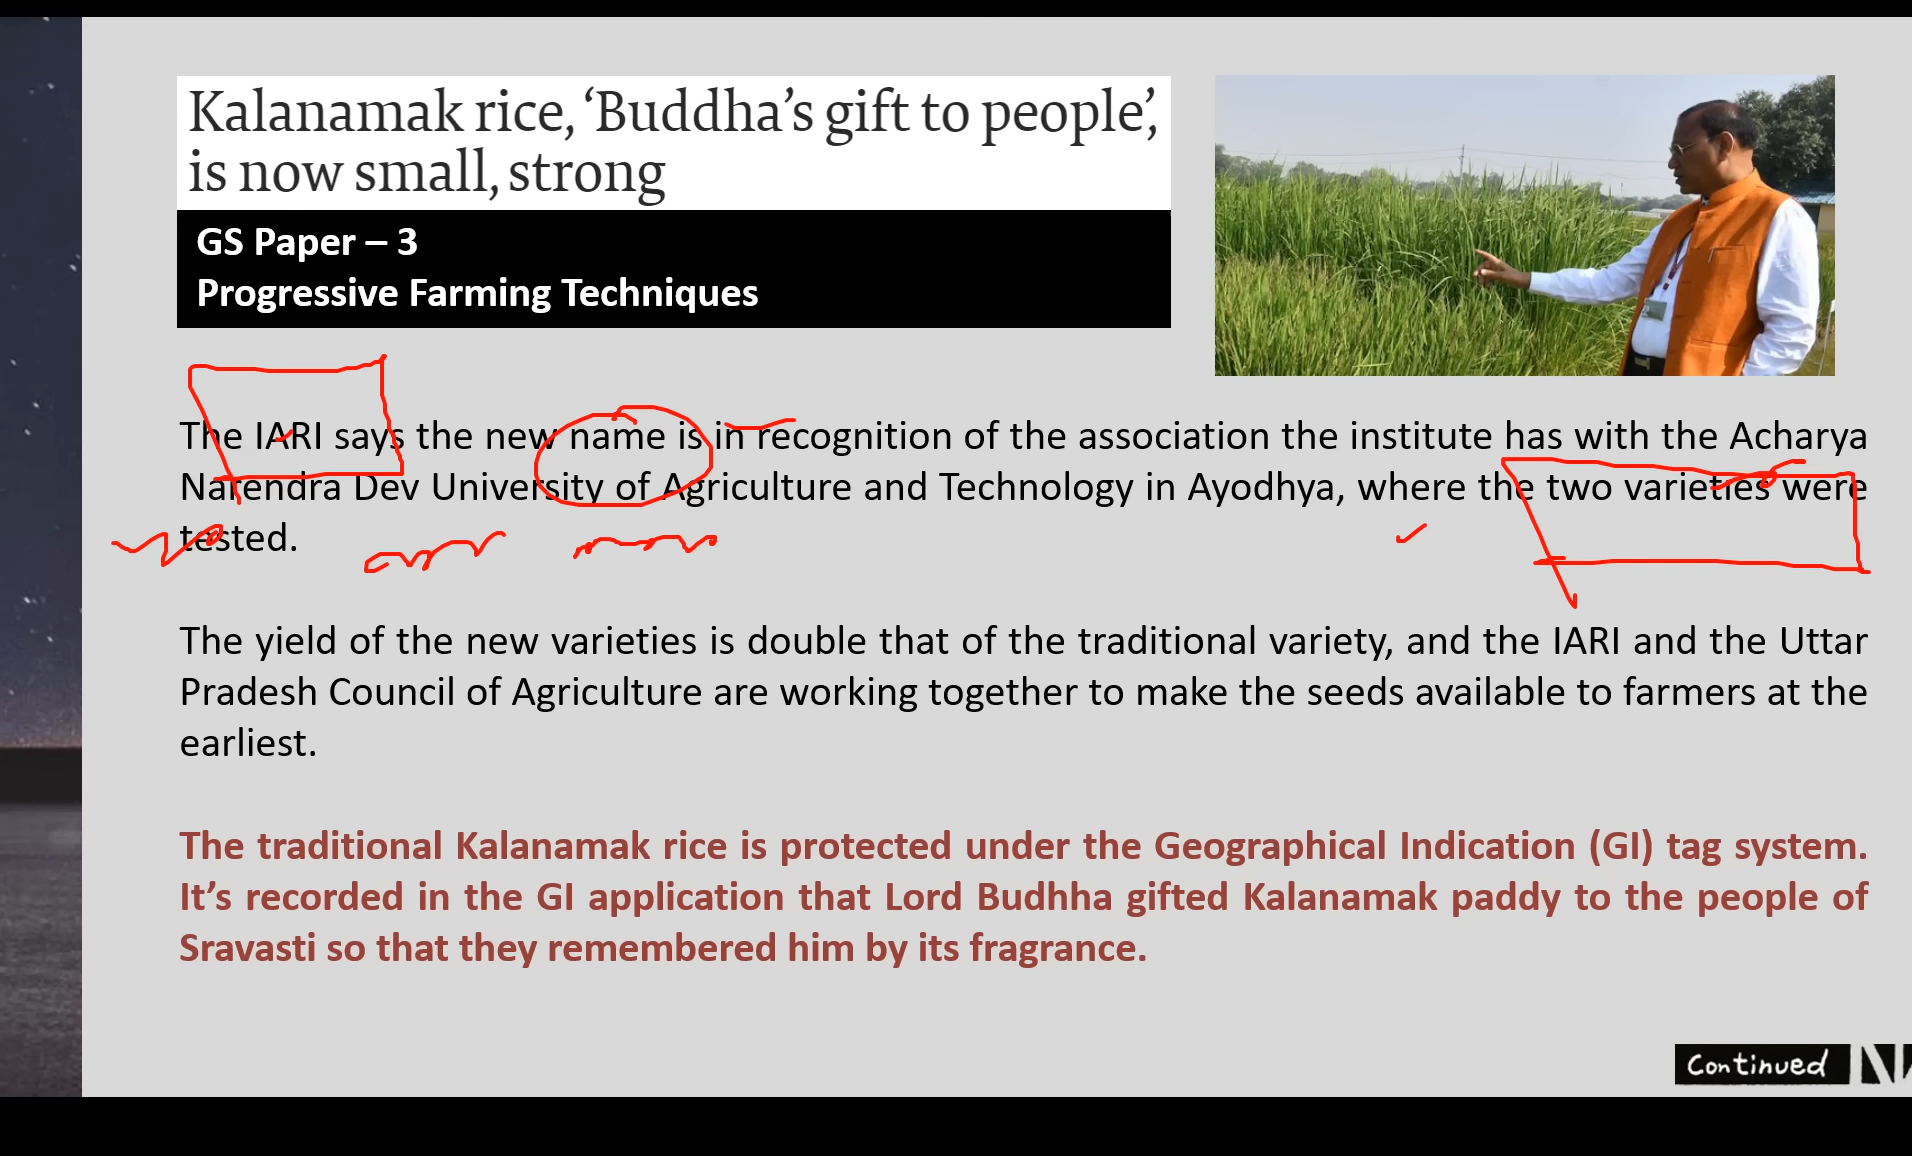 Kalanamak rice, ‘Buddha’s gift to people’,
is now small, strong
GS Paper – 3
Progressive Farming Techniques
The IARI says the new name is in recognition of the association the institute has with the Acharya
Narendra Dev University of Agriculture and Technology in Ayodhya, where the two varieties were
tested.
The yield of the new varieties is double that of the traditional variety, and the IARI and the Uttar
Pradesh Council of Agriculture are working together to make the seeds available to farmers at the
earliest.
The traditional Kalanamak rice is protected under the Geographical Indication (GI) tag system.
It’s recorded in the GI application that Lord Budhha gifted Kalanamak paddy to the people of
Sravasti so that they remembered him by its fragrance.
Continued